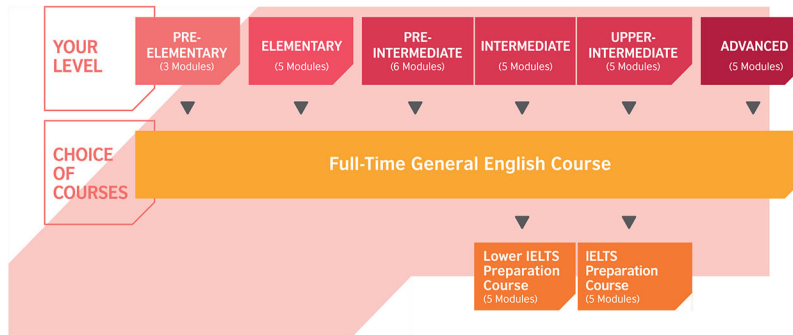 YOUR
LEVEL
PRE-
ELEMENTARY
(3 Modules)
ELEMENTARY
(5 Modules)
PRE-
INTERMEDIATE
(6 Modules)
INTERMEDIATE
(5 Modules)
UPPER-
INTERMEDIATE
(5 Modules)
ADVANCED
(5 Modules)
CHOICE
OF
COURSES
Full-Time General English Course
Lower IELTS
Preparation
Course
(5 Modules)
IELTS
Preparation
Course
(5 Modules)